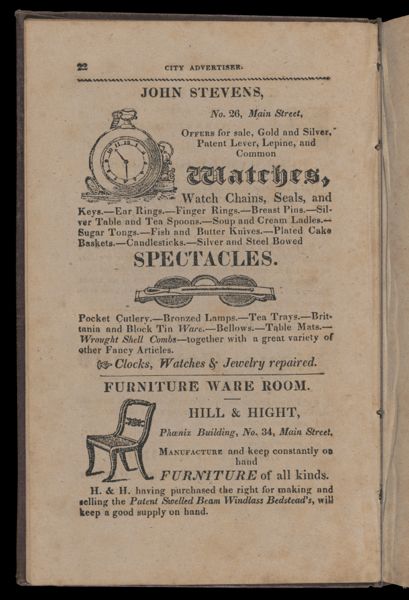 22 CITY ADVERTISER.
JOHN STEVENS,
No. 26, Main Street,
OFFERS for sale, Gold and Silver,
Patent Lever, Lepine, and
Common
Watches,
Watch Chains, Seals, and
Keys.—Ear Rings.—Finger Rings.—Breast Pins.—Sil-
ver Table and Tea Spoons.—Soup and Cream Ladles.—
Sugar Tongs.—Fish and Butter Knives.—Plated Cake
Baskets.—Candlesticks.—Silver and Steel Bowed
SPECTACLES.
Pocket Cutlery.—Bronzed Lamps.—Tea Trays.—Brit-
tania and Block Tin Ware.—Bellows.—Table Mats.—
Wrought Shell Combs—together with a great variety of
other Fancy Articles.
☞Clocks, Watches & Jewelry repaired.
FURNITURE WARE ROOM.
HILL & HIGHT,
Phœnix Building, No. 34, Main Street,
MANUFACTURE and keep constantly on
hand
FURNITURE of all kinds.
H. & H. having purchased the right for making and
selling the Patent Swelled Beam Windlass Bedstead's, will
keep a good supply on hand.